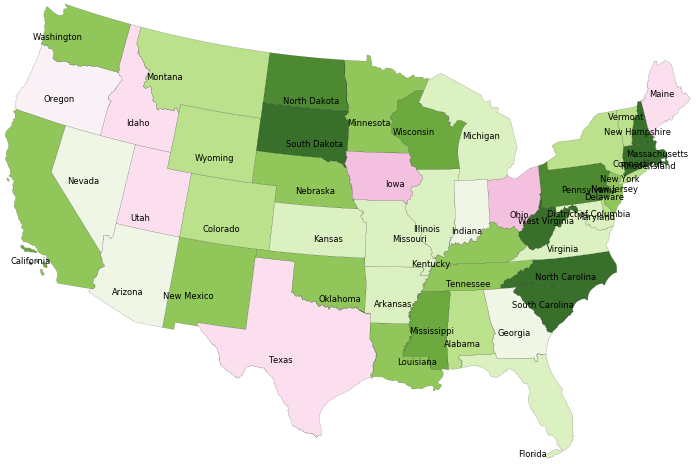 Washington
Oregon
Montana
Idaho
Wyoming
Nevada
Utah
Colorado
California
Arizona
New Mexico
North Dakota
South Dakota
Nebraska
Kansas
Oklahoma
Texas
Minnesota
Wisconsin
Iowa
Illinois
Missouri
Arkansas
Louisiana
Michigan
Indiana
Ohio
Kentucky
Tennessee
Mississippi
Alabama
Georgia
Florida
South Carolina
North Carolina
Virginia
West Virginia
District of Columbia
Maryland
Delaware
New Jersey
Pennsylvania
New York
Connecticut
Rhode Island
Massachusetts
New Hampshire
Vermont
Maine